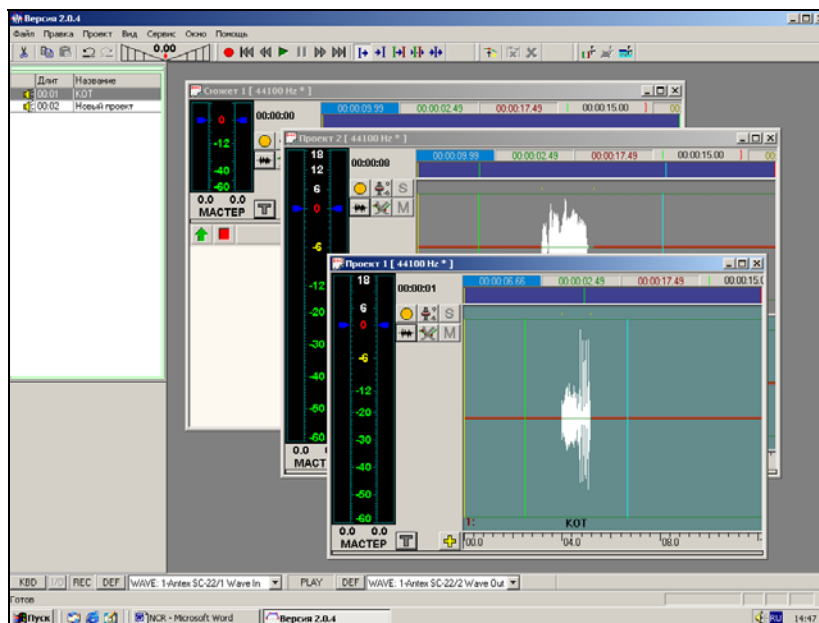 Версия 2.0.4
Файл Правка Проект Вид Сервис Окно Помощь
0.00
Длит Название
00:01 КОТ
00:02 Новый проект
Сюжет 1 [ 44100 Hz * ]
00:00:00 00:00:09.99 00:00:02.49 00:00:17.49 00:00:15.00 00:
0
-12
-40
-60
0.0 0.0
МАСТЕР T
Проект 2 [ 44100 Hz * ]
00:00:00 00:00:09.99 00:00:02.49 00:00:17.49 00:00:15.00 00:
18
12
6 S
0 M
-6
-12
-20
-30
-40
-50
-60
0.0
МАСТ
Проект 1 [ 44100 Hz * ]
00:00:01 00:00:06.66 00:00:02.49 00:00:17.49 00:00:15.0
18
6 S
0 M
-6
-12
-20
-30
-40
-50
-60
1: КОТ
0.0 0.0
МАСТЕР T 00.0 04.0 08.0
KBD I/O REC DEF WAVE: 1-Antex SC-22/1 Wave In PLAY DEF WAVE: 1-Antex SC-22/2 Wave Out
Готов
Пуск NCR - Microsoft Word Версия 2.0.4 RU 14:47